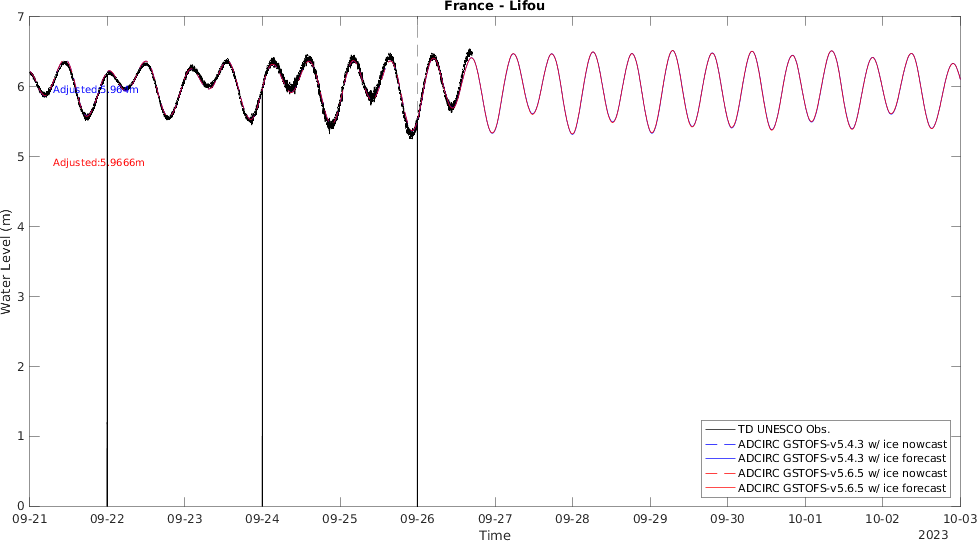 France - Lifou
7
6
5
4
3
2
1
0
Water Level (m)
Adjusted:5.964m
Adjusted:5.9666m
TD UNESCO Obs.
ADCIRC GSTOFS-v5.4.3 w/ ice nowcast
ADCIRC GSTOFS-v5.4.3 w/ ice forecast
ADCIRC GSTOFS-v5.6.5 w/ ice nowcast
ADCIRC GSTOFS-v5.6.5 w/ ice forecast
09-21 09-22 09-24 09-25 09-26 09-27 09-28 09-29 09-30 10-01 10-02 10-03
Time
2023